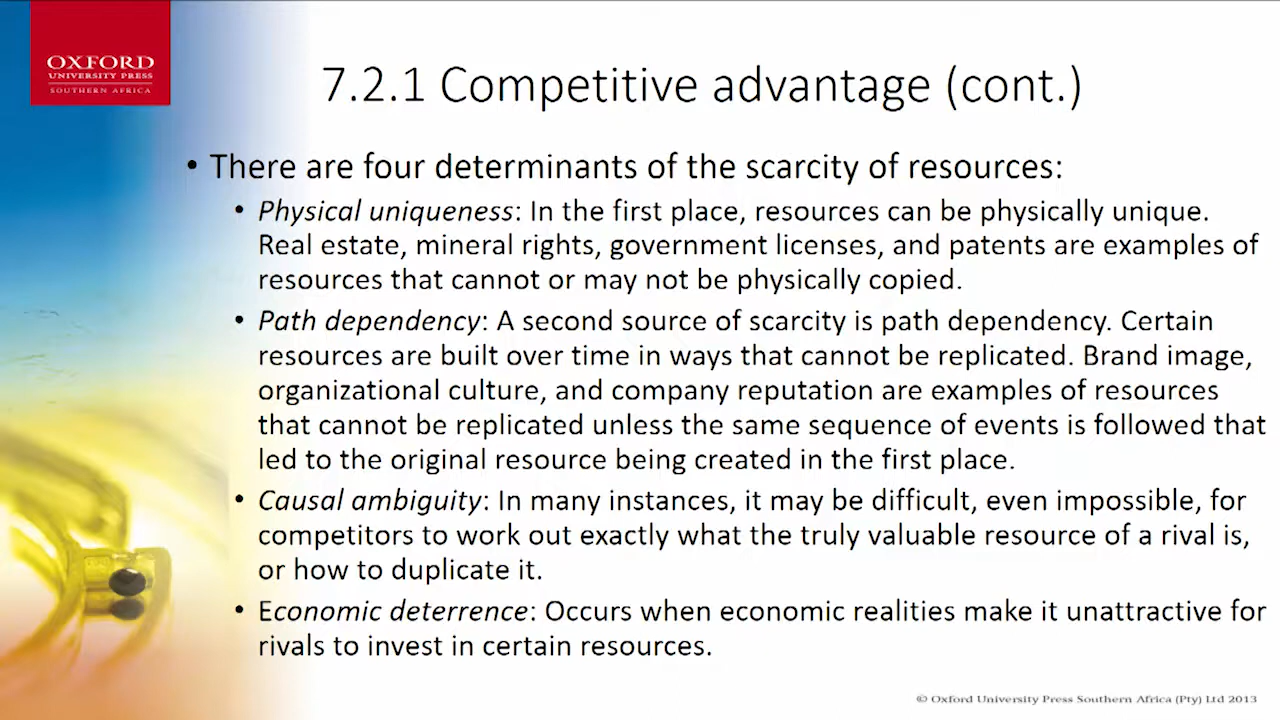 OXFORD
UNIVERSITY PRESS
SOUTHERN AFRICA
7.2.1 Competitive advantage (cont.)
• There are four determinants of the scarcity of resources:
• Physical uniqueness: In the first place, resources can be physically unique.
Real estate, mineral rights, government licenses, and patents are examples of
resources that cannot or may not be physically copied.
• Path dependency: A second source of scarcity is path dependency. Certain
resources are built over time in ways that cannot be replicated. Brand image,
organizational culture, and company reputation are examples of resources
that cannot be replicated unless the same sequence of events is followed that
led to the original resource being created in the first place.
• Causal ambiguity: In many instances, it may be difficult, even impossible, for
competitors to work out exactly what the truly valuable resource of a rival is,
or how to duplicate it.
• Economic deterrence: Occurs when economic realities make it unattractive for
rivals to invest in certain resources.
© Oxford University Press Southern Africa (Pty) Ltd 2013